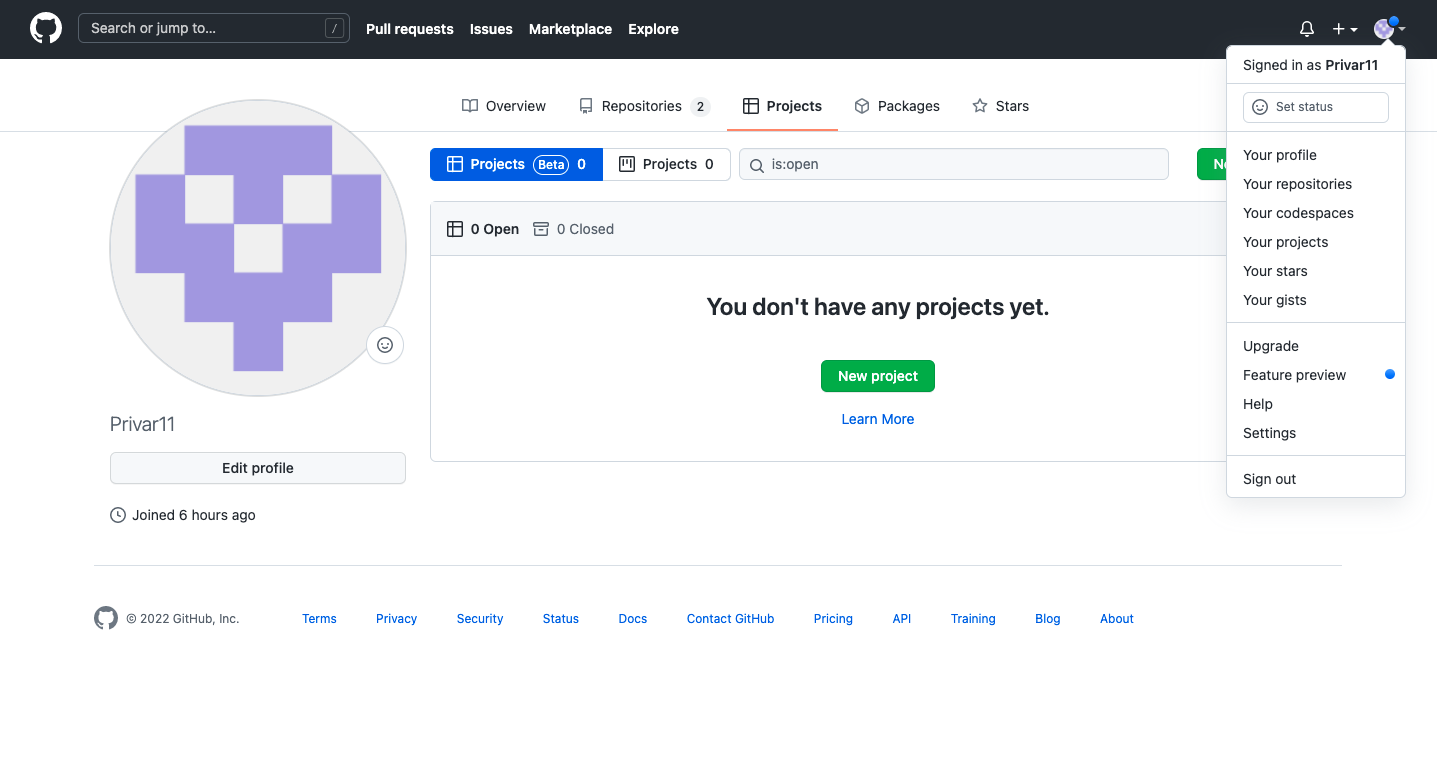 Search or jump to... /
Pull requests
Issues
Marketplace
Explore
Signed in as Privar11
Set status
Your profile
Your repositories
Your codespaces
Your projects
Your stars
Your gists
Upgrade
Feature preview
Help
Settings
Sign out
Overview
Repositories 2
Projects
Packages
Stars
Projects Beta 0
Projects 0
is:open
0 Open
0 Closed
You don't have any projects yet.
New project
Learn More
Privar11
Edit profile
Joined 6 hours ago
© 2022 GitHub, Inc.
Terms
Privacy
Security
Status
Docs
Contact GitHub
Pricing
API
Training
Blog
About